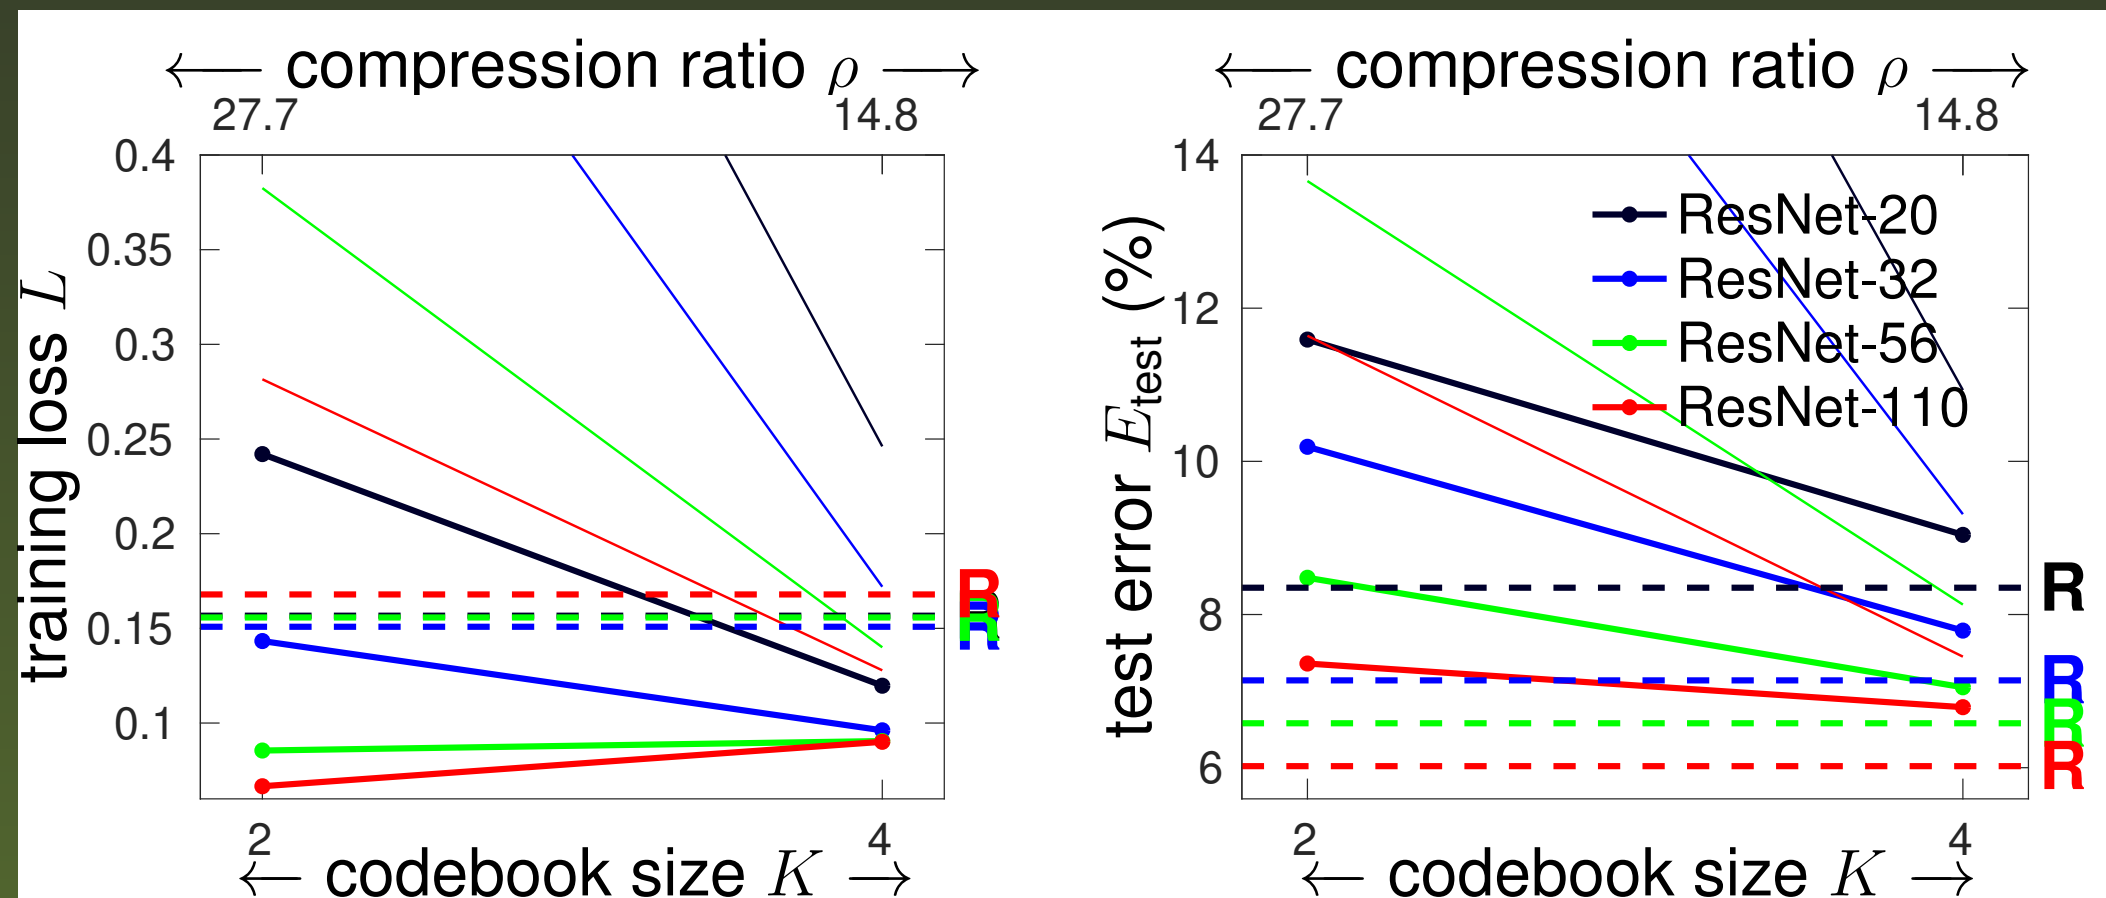 ← compression ratio ρ →
27.7 14.8
0.4
0.35
0.3
0.25
0.2
0.15
0.1
training loss L
R
R
R
2 4
← codebook size K →
← compression ratio ρ →
27.7 14.8
14
12
10
8
6
test error E_test (%)
ResNet-20
ResNet-32
ResNet-56
ResNet-110
R
R
R
R
2 4
← codebook size K →